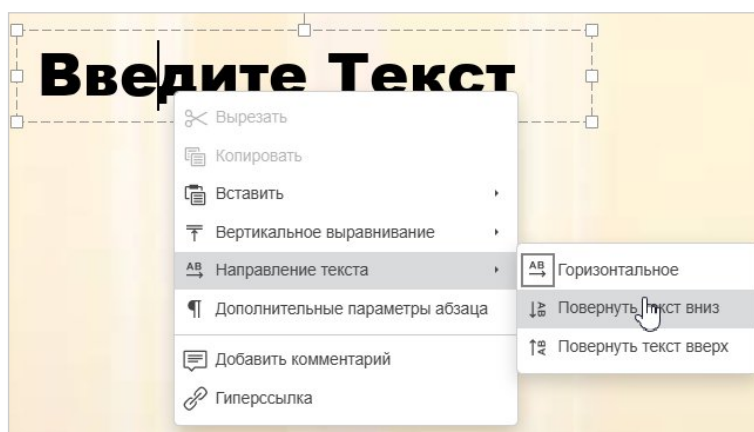 Введите Текст
Вырезать
Копировать
Вставить
Вертикальное выравнивание
Направление текста
Горизонтальное
Повернуть текст вниз
Повернуть текст вверх
Дополнительные параметры абзаца
Добавить комментарий
Гиперссылка